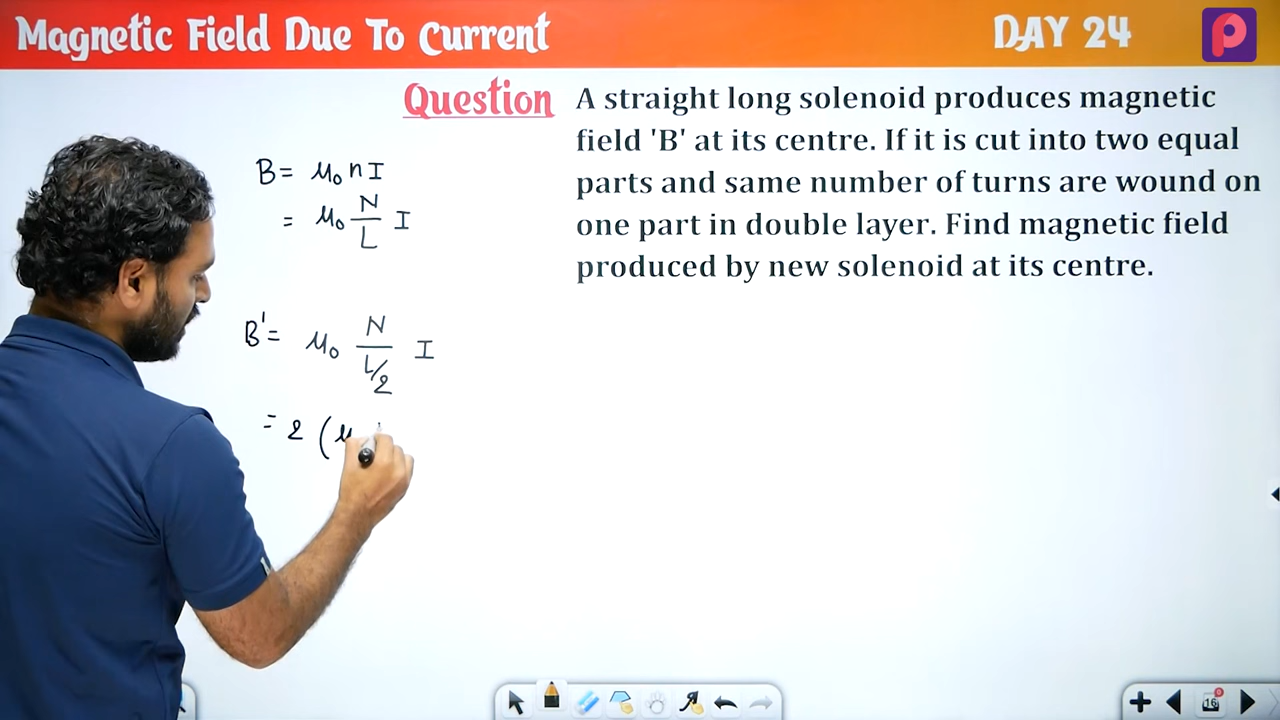 Magnetic Field Due To Current
DAY 24
Question
A straight long solenoid produces magnetic
field 'B' at its centre. If it is cut into two equal
parts and same number of turns are wound on
one part in double layer. Find magnetic field
produced by new solenoid at its centre.
B = μ₀ n I
= μ₀ N/L I
B' = μ₀ N/(L/2) I
= 2 (μ
16